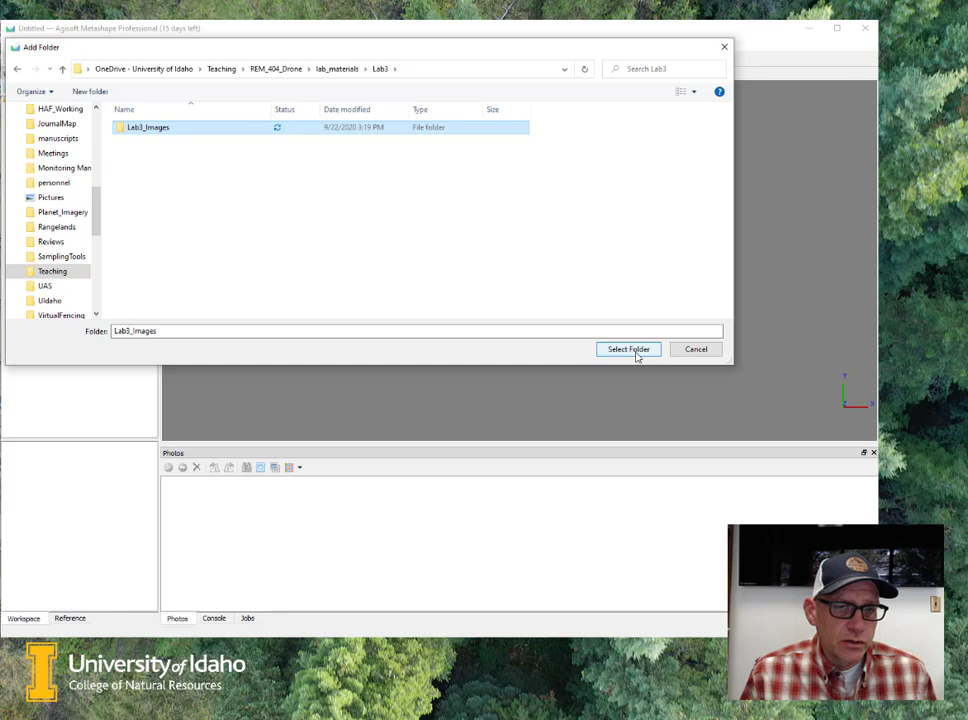 Untitled — Agisoft Metashape Professional (15 days left)
Add Folder
OneDrive - University of Idaho > Teaching > REM_404_Drone > lab_materials > Lab3 >
Search Lab3
Organize
New folder
Name Status Date modified Type Size
Lab3_Images 9/22/2020 3:19 PM File folder
HAF_Working
JournalMap
manuscripts
Meetings
Monitoring Man
personnel
Pictures
Planet_Imagery
Rangelands
Reviews
SamplingTools
Teaching
UAS
UIdaho
VirtualFencing
Folder: Lab3_Images
Select Folder Cancel
Y
Z X
Photos
Workspace Reference
Photos Console Jobs
I
University of Idaho
College of Natural Resources